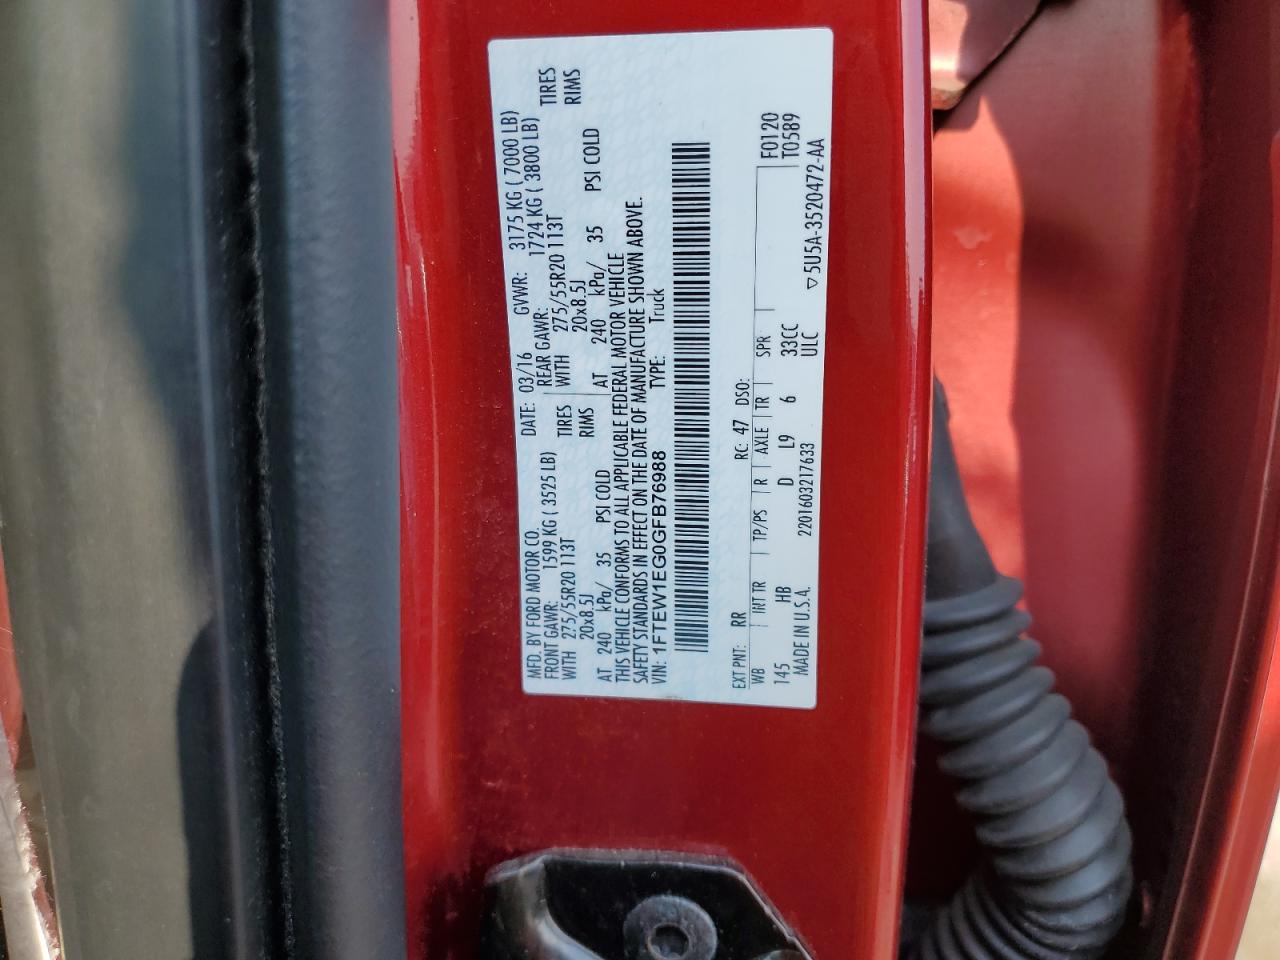 MFD. BY FORD MOTOR CO. DATE: 03/16 GVWR: 3175 KG ( 7000 LB)
FRONT GAWR: 1599 KG ( 3525 LB) REAR GAWR: 1724 KG ( 3800 LB)
WITH 275/55R20 113T TIRES WITH 275/55R20 113T TIRES
20x8.5J RIMS 20x8.5J RIMS
AT 240 kPa/ 35 PSI COLD AT 240 kPa/ 35 PSI COLD
THIS VEHICLE CONFORMS TO ALL APPLICABLE FEDERAL MOTOR VEHICLE
SAFETY STANDARDS IN EFFECT ON THE DATE OF MANUFACTURE SHOWN ABOVE.
VIN: 1FTEW1EG0GFB76988 TYPE: Truck
EXT PNT: RR RC: 47 DSO:
WB INT TR TP/PS R AXLE TR SPR F0120
145 HB D L9 6 33CC T0589
MADE IN U.S.A. 2201603217633 ULC ▽5U5A-3520472-AA